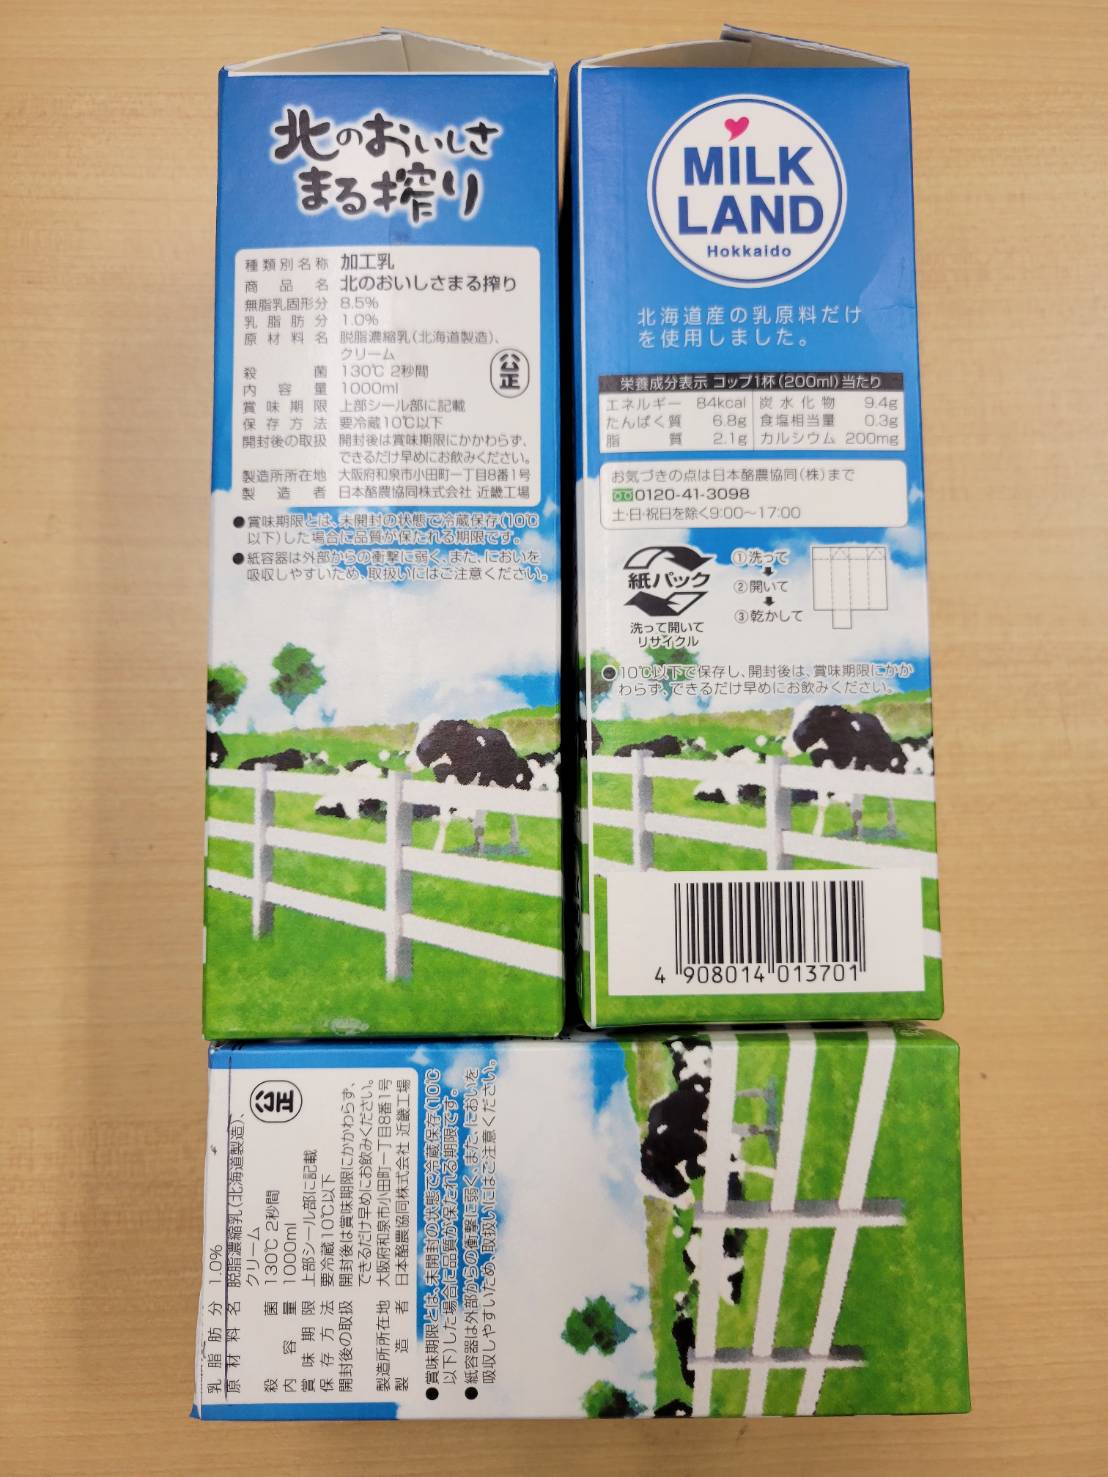 北のおいしさ
まる搾り
種類別名称 加工乳
商品名 北のおいしさまる搾り
無脂乳固形分 8.5%
乳脂肪分 1.0%
原材料名 脱脂濃縮乳(北海道製造)、
クリーム
殺菌 130℃ 2秒間
内容量 1000ml
賞味期限 上部シール部に記載
保存方法 要冷蔵10℃以下
開封後の取扱 開封後は賞味期限にかかわらず、
できるだけ早めにお飲みください。
製造所所在地 大阪府和泉市小田町一丁目8番1号
製造者 日本酪農協同株式会社 近畿工場
公正
●賞味期限とは、未開封の状態で冷蔵保存(10℃
以下)した場合に品質が保たれる期限です。
●紙容器は外部からの衝撃に弱く、また、においを
吸収しやすいため、取扱いにはご注意ください。
MILK
LAND
Hokkaido
北海道産の乳原料だけ
を使用しました。
栄養成分表示 コップ1杯(200ml)当たり
エネルギー 84kcal 炭水化物 9.4g
たんぱく質 6.8g 食塩相当量 0.3g
脂質 2.1g カルシウム 200mg
お気づきの点は日本酪農協同(株)まで
0120-41-3098
土・日・祝日を除く9:00〜17:00
紙パック
洗って開いて
リサイクル
①洗って
②開いて
③乾かして
●10℃以下で保存し、開封後は、賞味期限にかか
わらず、できるだけ早めにお飲みください。
4 908014 013701
乳脂肪分 1.0%
原材料名 脱脂濃縮乳(北海道製造)、
クリーム
殺菌 130℃ 2秒間
内容量 1000ml
賞味期限 上部シール部に記載
保存方法 要冷蔵10℃以下
開封後の取扱 開封後は賞味期限にかかわらず、
できるだけ早めにお飲みください。
製造所所在地 大阪府和泉市小田町一丁目8番1号
製造者 日本酪農協同株式会社 近畿工場
公正
●賞味期限とは、未開封の状態で冷蔵保存(10℃
以下)した場合に品質が保たれる期限です。
●紙容器は外部からの衝撃に弱く、また、においを
吸収しやすいため、取扱いにはご注意ください。